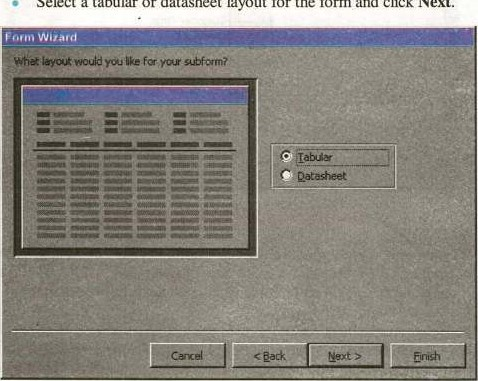 • Select a tabular or datasheet layout for the form and click Next.
Form Wizard
What layout would you like for your subform?
Tabular
Datasheet
Cancel
< Back
Next >
Finish